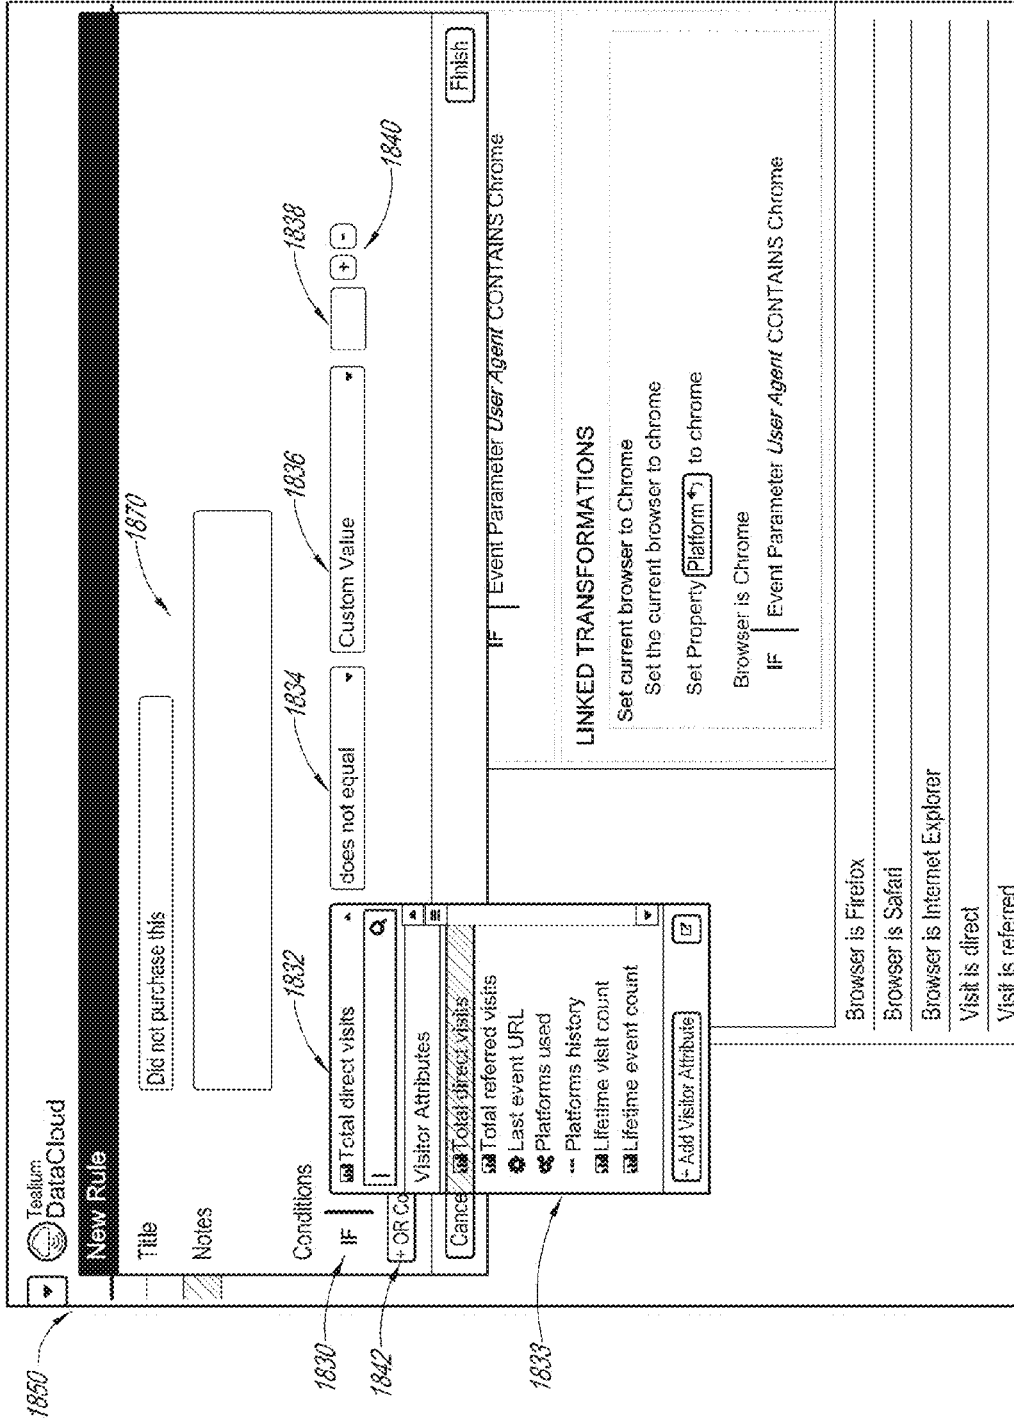 1850
Tealium
DataCloud
New Rule
Title
Did not purchase this
1870
Notes
Conditions
1832
1834
1836
1838
1830
IF
Total direct visits
does not equal
Custom Value
+
-
1840
1842
+ OR Co
Visitor Attributes
Cance
Total direct visits
Finish
Total referred visits
IF
Event Parameter User Agent CONTAINS Chrome
Last event URL
Platforms used
Platforms history
1833
Lifetime visit count
Lifetime event count
+ Add Visitor Attribute
LINKED TRANSFORMATIONS
Set current browser to Chrome
Set the current browser to chrome
Set Property Platform to chrome
Browser is Chrome
IF
Event Parameter User Agent CONTAINS Chrome
Browser is Firefox
Browser is Safari
Browser is Internet Explorer
Visit is direct
Visit is referred